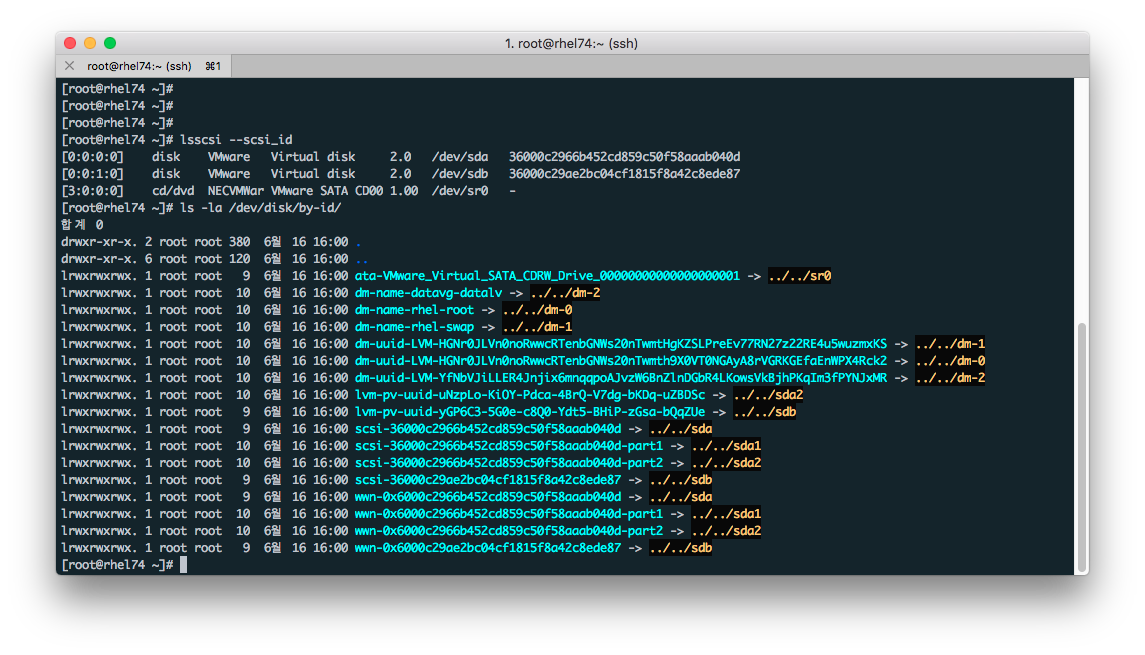 1. root@rhel74:~ (ssh)
× root@rhel74:~ (ssh) ⌘1
[root@rhel74 ~]#
[root@rhel74 ~]#
[root@rhel74 ~]#
[root@rhel74 ~]# lsscsi --scsi_id
[0:0:0:0]    disk    VMware   Virtual disk     2.0   /dev/sda   36000c2966b452cd859c50f58aaab040d
[0:0:1:0]    disk    VMware   Virtual disk     2.0   /dev/sdb   36000c29ae2bc04cf1815f8a42c8ede87
[3:0:0:0]    cd/dvd  NECVMWar VMware SATA CD00 1.00  /dev/sr0   -
[root@rhel74 ~]# ls -la /dev/disk/by-id/
합계 0
drwxr-xr-x. 2 root root 380  6월  16 16:00 .
drwxr-xr-x. 6 root root 120  6월  16 16:00 ..
lrwxrwxrwx. 1 root root   9  6월  16 16:00 ata-VMware_Virtual_SATA_CDRW_Drive_00000000000000000001 -> ../../sr0
lrwxrwxrwx. 1 root root  10  6월  16 16:00 dm-name-datavg-datalv -> ../../dm-2
lrwxrwxrwx. 1 root root  10  6월  16 16:00 dm-name-rhel-root -> ../../dm-0
lrwxrwxrwx. 1 root root  10  6월  16 16:00 dm-name-rhel-swap -> ../../dm-1
lrwxrwxrwx. 1 root root  10  6월  16 16:00 dm-uuid-LVM-HGNr0JLVn0noRwwcRTenbGNWs20nTwmtHgKZSLPreEv77RN27z22RE4u5wuzmxKS -> ../../dm-1
lrwxrwxrwx. 1 root root  10  6월  16 16:00 dm-uuid-LVM-HGNr0JLVn0noRwwcRTenbGNWs20nTwmth9X0VT0NGAyA8rVGRKGEfaEnWPX4Rck2 -> ../../dm-0
lrwxrwxrwx. 1 root root  10  6월  16 16:00 dm-uuid-LVM-YfNbVJiLLER4Jnjix6mnqqpoAJvzW6BnZlnDGbR4LKowsVkBjhPKqIm3fPYNJxMR -> ../../dm-2
lrwxrwxrwx. 1 root root  10  6월  16 16:00 lvm-pv-uuid-uNzpLo-KiOY-Pdca-4BrQ-V7dg-bKDq-uZBDSc -> ../../sda2
lrwxrwxrwx. 1 root root   9  6월  16 16:00 lvm-pv-uuid-yGP6C3-5G0e-c8Q0-Ydt5-BHiP-zGsa-bQqZUe -> ../../sdb
lrwxrwxrwx. 1 root root   9  6월  16 16:00 scsi-36000c2966b452cd859c50f58aaab040d -> ../../sda
lrwxrwxrwx. 1 root root  10  6월  16 16:00 scsi-36000c2966b452cd859c50f58aaab040d-part1 -> ../../sda1
lrwxrwxrwx. 1 root root  10  6월  16 16:00 scsi-36000c2966b452cd859c50f58aaab040d-part2 -> ../../sda2
lrwxrwxrwx. 1 root root   9  6월  16 16:00 scsi-36000c29ae2bc04cf1815f8a42c8ede87 -> ../../sdb
lrwxrwxrwx. 1 root root   9  6월  16 16:00 wwn-0x6000c2966b452cd859c50f58aaab040d -> ../../sda
lrwxrwxrwx. 1 root root  10  6월  16 16:00 wwn-0x6000c2966b452cd859c50f58aaab040d-part1 -> ../../sda1
lrwxrwxrwx. 1 root root  10  6월  16 16:00 wwn-0x6000c2966b452cd859c50f58aaab040d-part2 -> ../../sda2
lrwxrwxrwx. 1 root root   9  6월  16 16:00 wwn-0x6000c29ae2bc04cf1815f8a42c8ede87 -> ../../sdb
[root@rhel74 ~]#